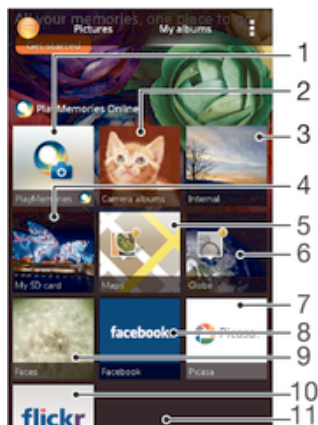 All your memories, one place to
Pictures My albums
Get started
PlayMemories Online
1
2
3
PlayMemories Camera albums Internal
4
5
6
My SD card Maps Globe
7
facebook Picasa
8
9
Faces Facebook Picasa
10
flickr
11